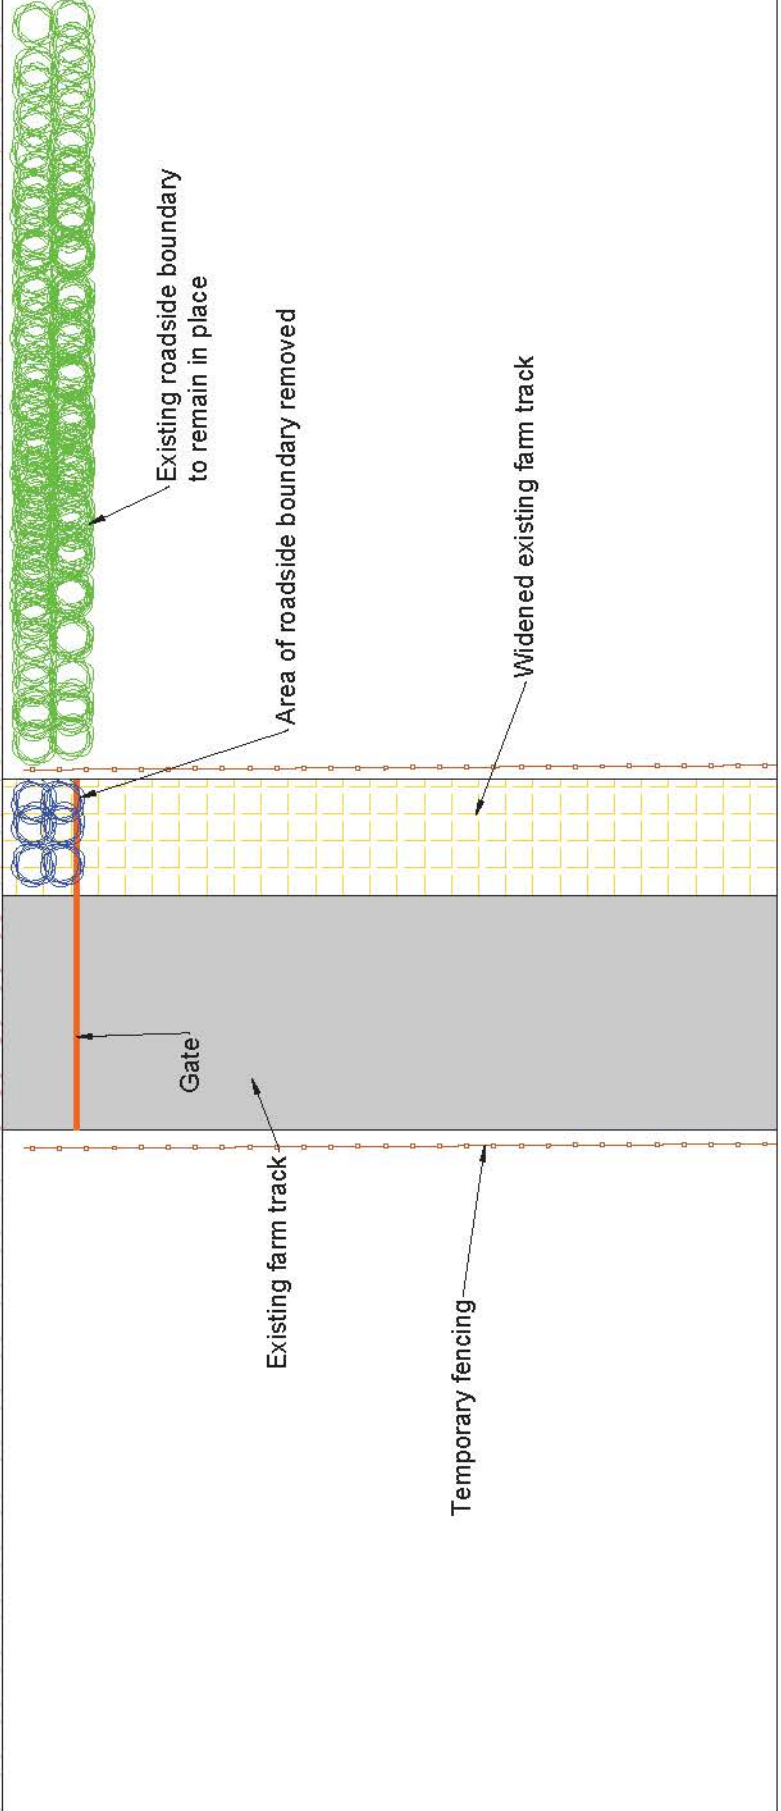 Existing roadside boundary
to remain in place
Area of roadside boundary removed
Widened existing farm track
Gate
Existing farm track
Temporary fencing